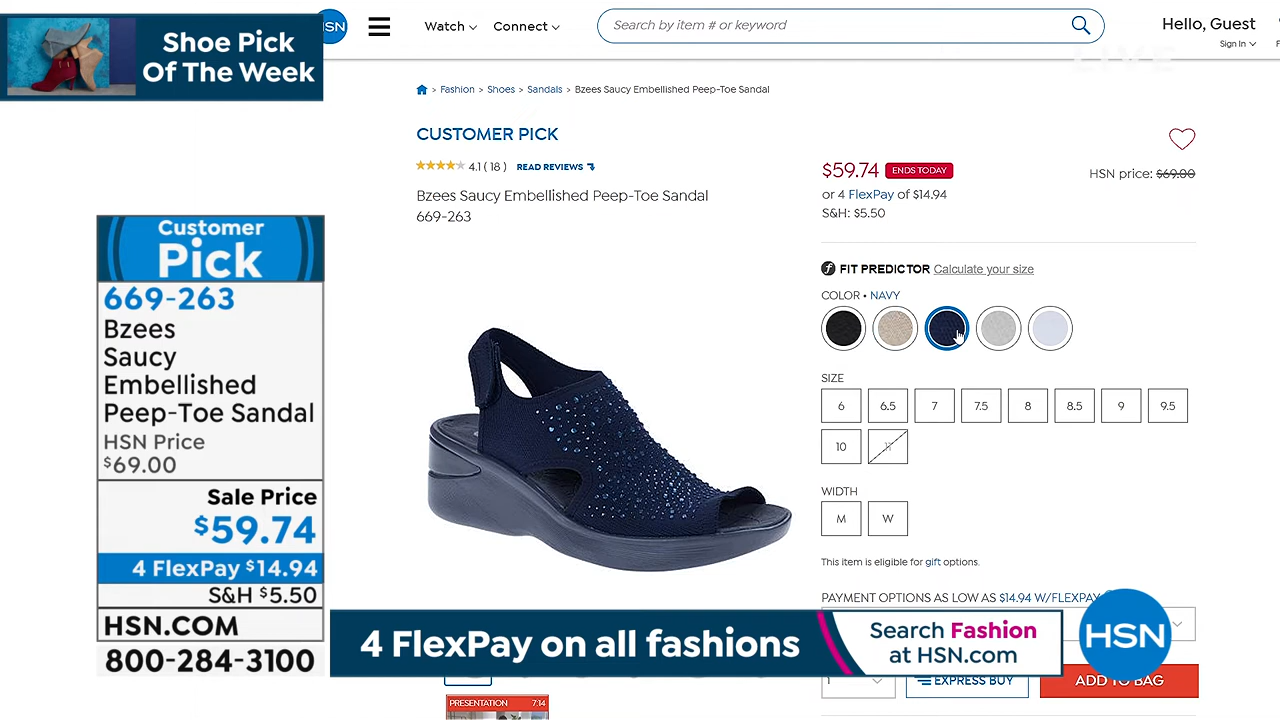 Shoe Pick
Of The Week
HSN
Watch
Connect
Search by item # or keyword
Hello, Guest
Sign In
LIVE
> Fashion > Shoes > Sandals > Bzees Saucy Embellished Peep-Toe Sandal
CUSTOMER PICK
4.1 ( 18 ) READ REVIEWS
Bzees Saucy Embellished Peep-Toe Sandal
669-263
$59.74 ENDS TODAY
HSN price: $69.00
or 4 FlexPay of $14.94
S&H: $5.50
FIT PREDICTOR Calculate your size
COLOR • NAVY
SIZE
6 6.5 7 7.5 8 8.5 9 9.5
10 11
WIDTH
M W
This item is eligible for gift options.
PAYMENT OPTIONS AS LOW AS $14.94 W/FLEXPAY
1
EXPRESS BUY
ADD TO BAG
PRESENTATION 7:14
Customer
Pick
669-263
Bzees
Saucy
Embellished
Peep-Toe Sandal
HSN Price
$69.00
Sale Price
$59.74
4 FlexPay $14.94
S&H $5.50
HSN.COM
800-284-3100
4 FlexPay on all fashions
Search Fashion
at HSN.com
HSN